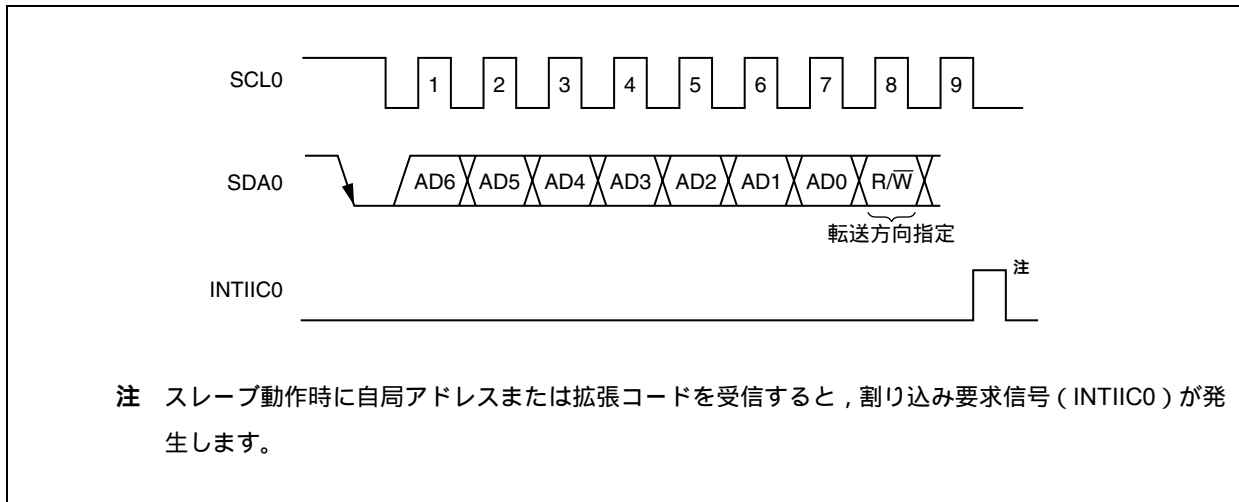 SCL0 1 2 3 4 5 6 7 8 9
SDA0 AD6 AD5 AD4 AD3 AD2 AD1 AD0 R/W̅
転送方向指定
注
INTIIC0
注 スレーブ動作時に自局アドレスまたは拡張コードを受信すると,割り込み要求信号(INTIIC0)が発
生します。